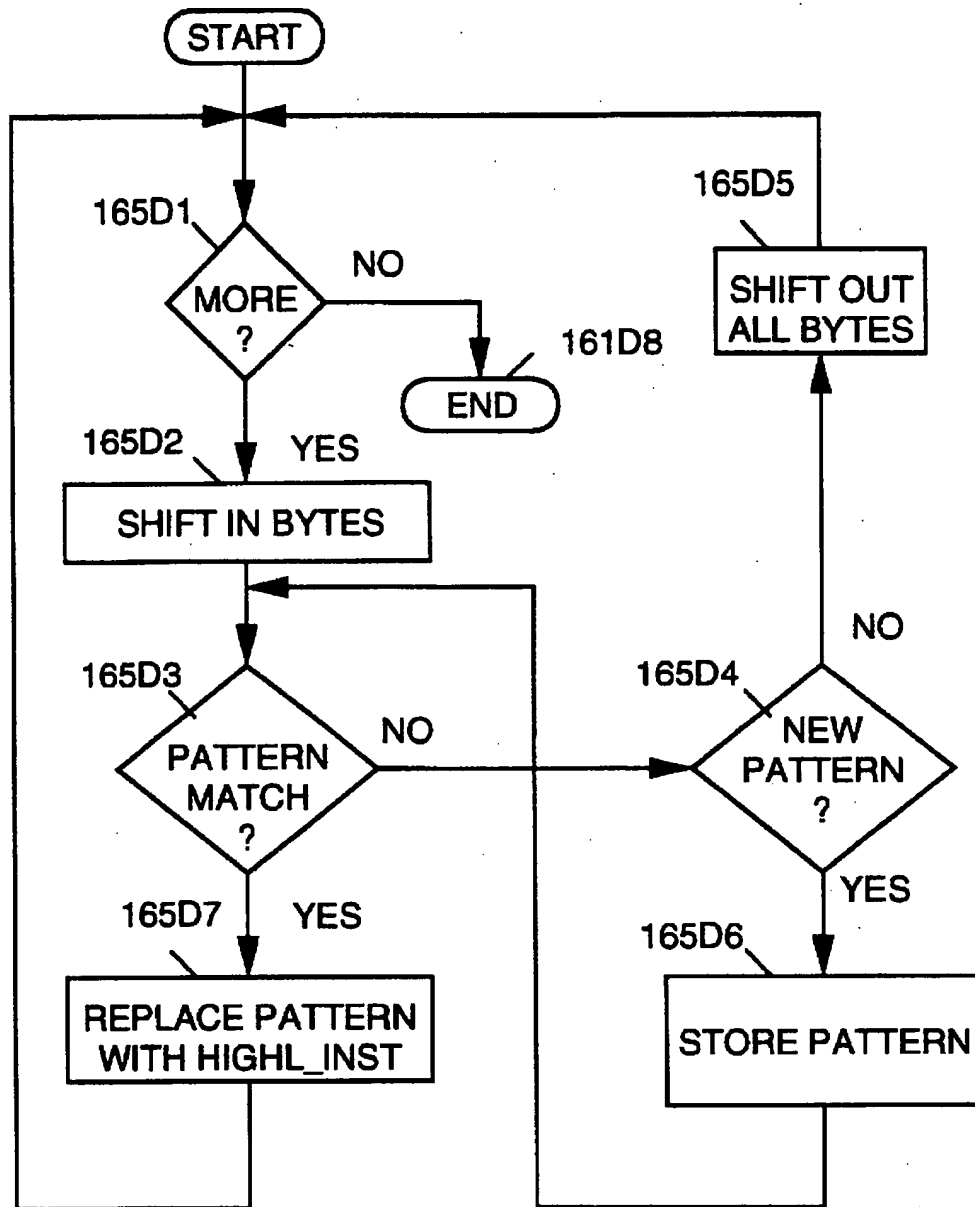 START
165D1
MORE
?
NO
161D8
END
165D5
SHIFT OUT
ALL BYTES
165D2
YES
SHIFT IN BYTES
165D3
PATTERN
MATCH
?
NO
165D4
NEW
PATTERN
?
NO
YES
165D7
YES
REPLACE PATTERN
WITH HIGHL_INST
165D6
STORE PATTERN